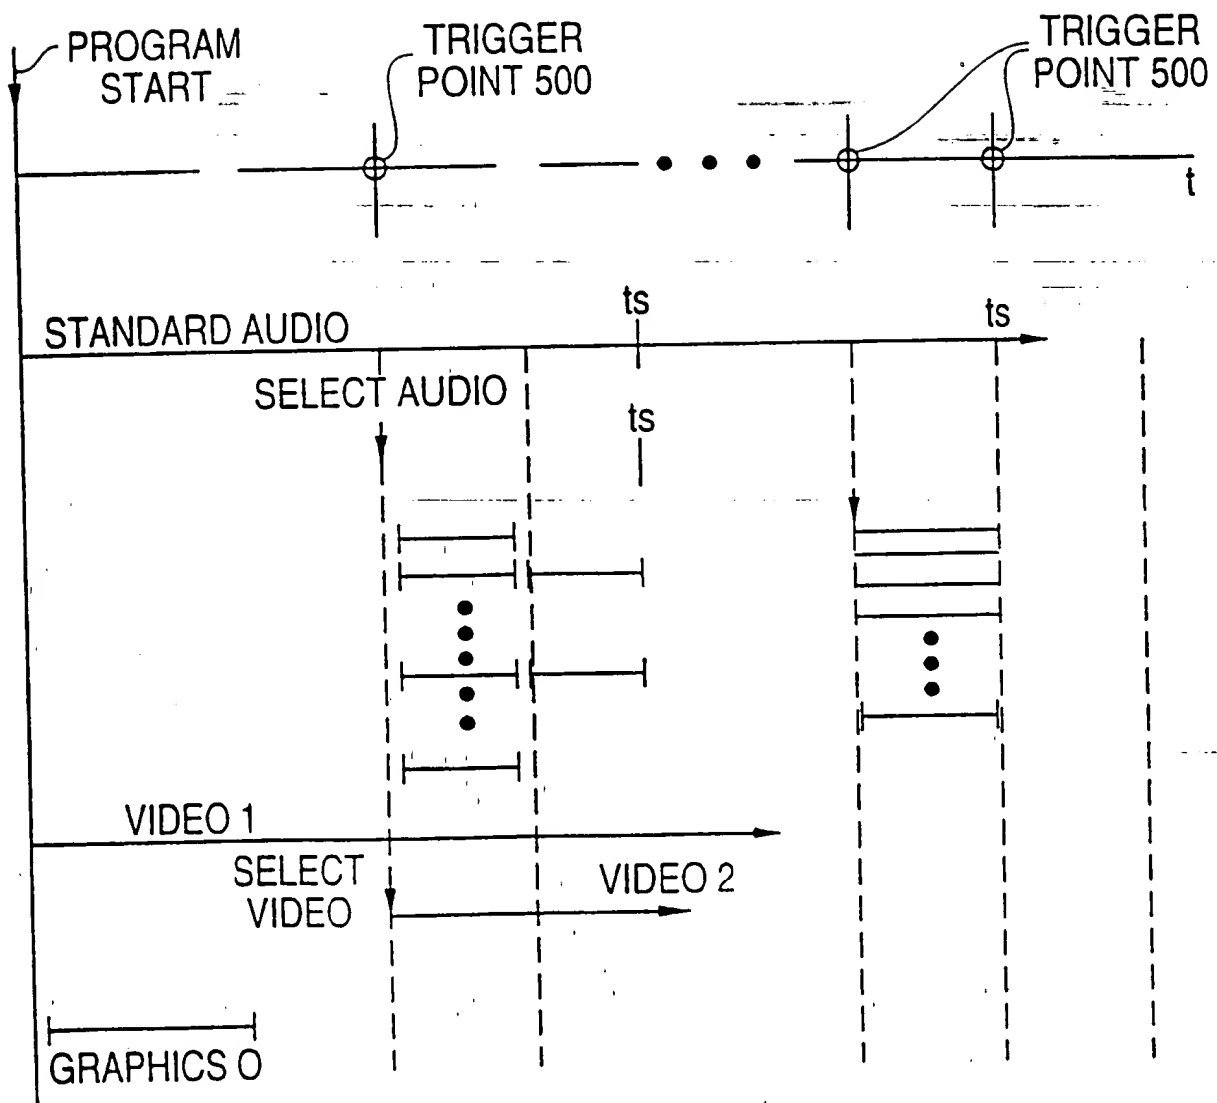 PROGRAM
START
TRIGGER
POINT 500
TRIGGER
POINT 500
t
ts
ts
STANDARD AUDIO
SELECT AUDIO
ts
VIDEO 1
SELECT
VIDEO
VIDEO 2
GRAPHICS O